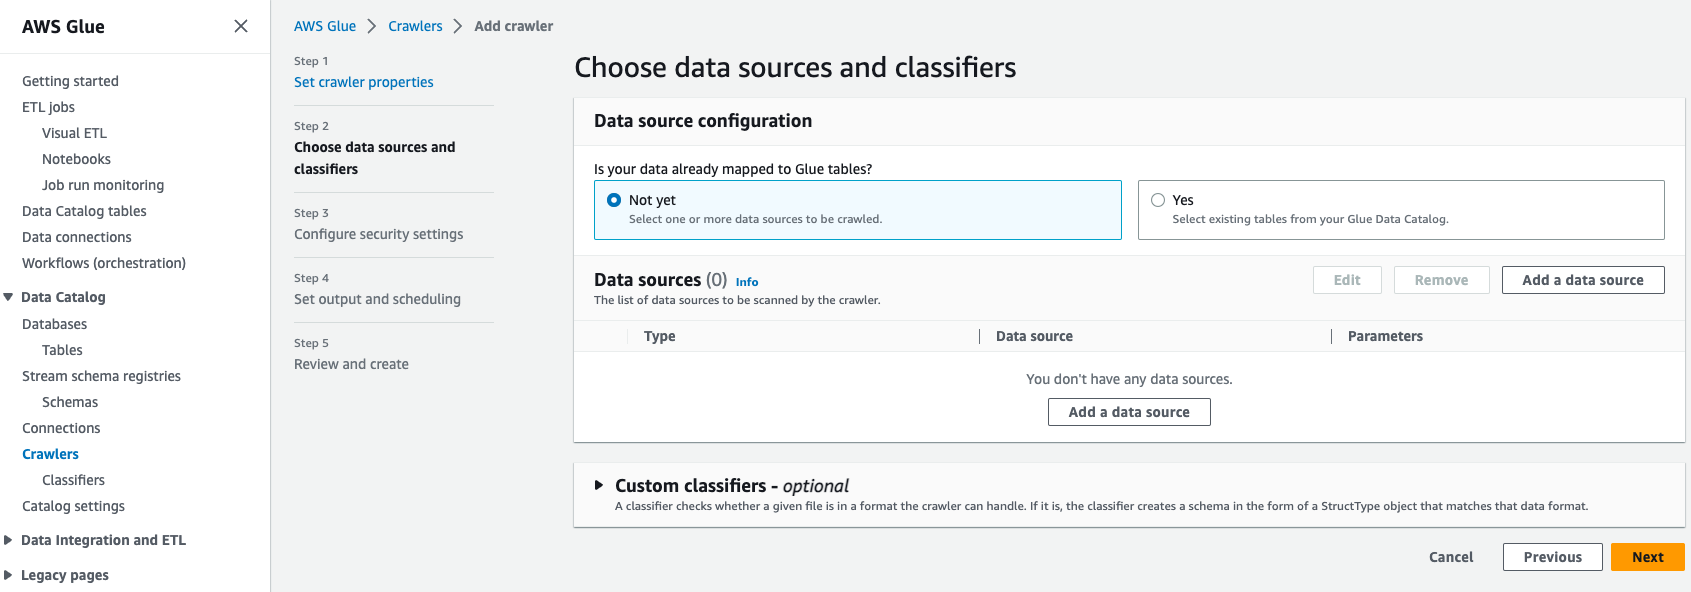 AWS Glue
Getting started
ETL jobs
Visual ETL
Notebooks
Job run monitoring
Data Catalog tables
Data connections
Workflows (orchestration)
Data Catalog
Databases
Tables
Stream schema registries
Schemas
Connections
Crawlers
Classifiers
Catalog settings
Data Integration and ETL
Legacy pages
AWS Glue > Crawlers > Add crawler
Step 1
Set crawler properties
Step 2
Choose data sources and
classifiers
Step 3
Configure security settings
Step 4
Set output and scheduling
Step 5
Review and create
Choose data sources and classifiers
Data source configuration
Is your data already mapped to Glue tables?
Not yet
Select one or more data sources to be crawled.
Yes
Select existing tables from your Glue Data Catalog.
Data sources (0) Info
The list of data sources to be scanned by the crawler.
Edit Remove Add a data source
Type Data source Parameters
You don't have any data sources.
Add a data source
Custom classifiers - optional
A classifier checks whether a given file is in a format the crawler can handle. If it is, the classifier creates a schema in the form of a StructType object that matches that data format.
Cancel Previous Next